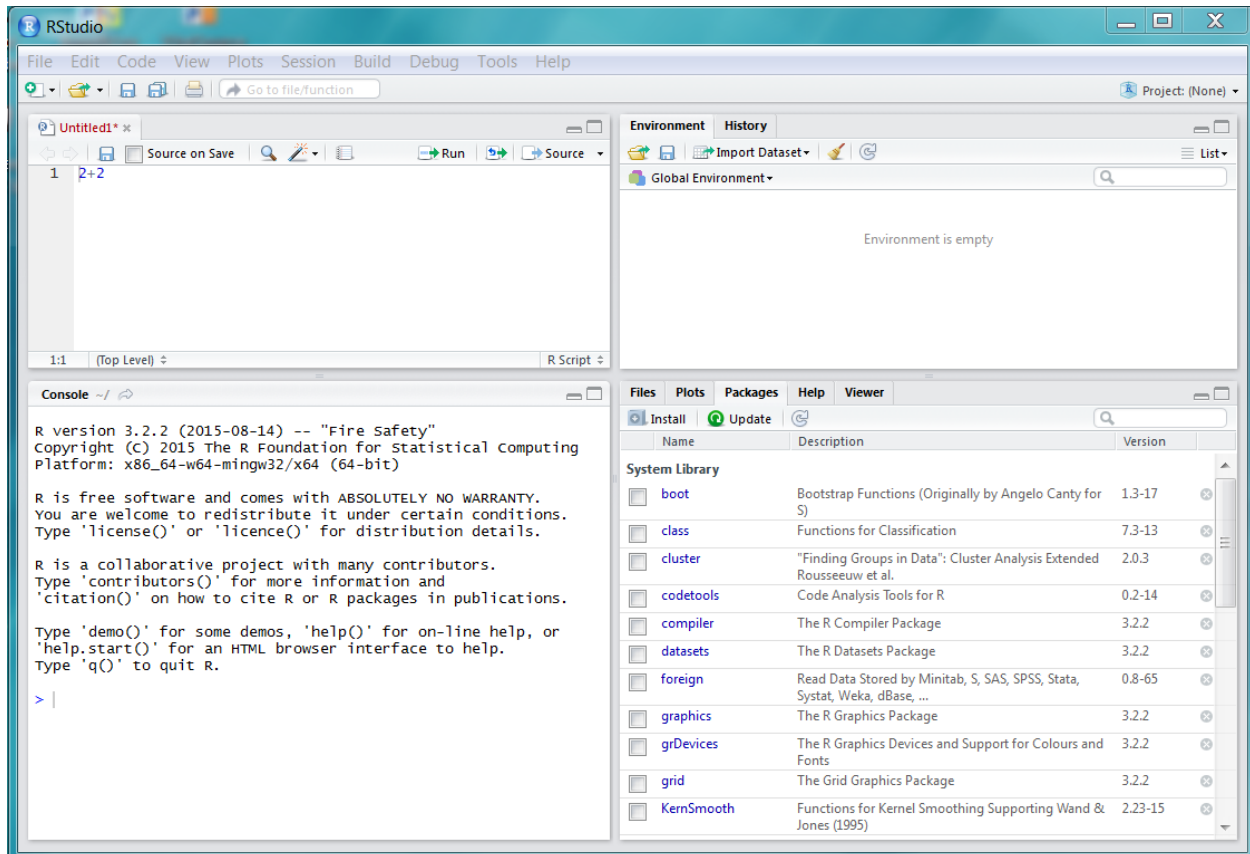 RStudio
File Edit Code View Plots Session Build Debug Tools Help
Go to file/function
Project: (None)
Untitled1*
Source on Save
Run
Source
1 2+2
1:1 (Top Level)
R Script
Environment History
Import Dataset
List
Global Environment
Environment is empty
Console ~/
R version 3.2.2 (2015-08-14) -- "Fire Safety"
Copyright (C) 2015 The R Foundation for Statistical Computing
Platform: x86_64-w64-mingw32/x64 (64-bit)
R is free software and comes with ABSOLUTELY NO WARRANTY.
You are welcome to redistribute it under certain conditions.
Type 'license()' or 'licence()' for distribution details.
R is a collaborative project with many contributors.
Type 'contributors()' for more information and
'citation()' on how to cite R or R packages in publications.
Type 'demo()' for some demos, 'help()' for on-line help, or
'help.start()' for an HTML browser interface to help.
Type 'q()' to quit R.
>
Files Plots Packages Help Viewer
Install Update
Name Description Version
System Library
boot Bootstrap Functions (Originally by Angelo Canty for 1.3-17
S)
class Functions for Classification 7.3-13
cluster "Finding Groups in Data": Cluster Analysis Extended 2.0.3
Rousseeuw et al.
codetools Code Analysis Tools for R 0.2-14
compiler The R Compiler Package 3.2.2
datasets The R Datasets Package 3.2.2
foreign Read Data Stored by Minitab, S, SAS, SPSS, Stata, 0.8-65
Systat, Weka, dBase, ...
graphics The R Graphics Package 3.2.2
grDevices The R Graphics Devices and Support for Colours and 3.2.2
Fonts
grid The Grid Graphics Package 3.2.2
KernSmooth Functions for Kernel Smoothing Supporting Wand & 2.23-15
Jones (1995)